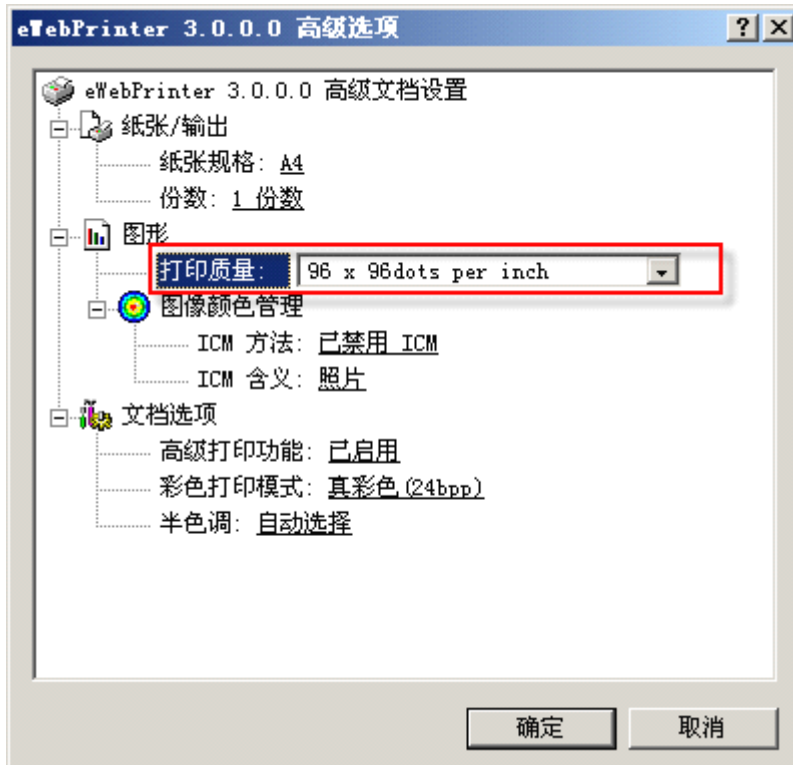 eWebPrinter 3.0.0.0 高级选项
eWebPrinter 3.0.0.0 高级文档设置
纸张/输出
纸张规格: A4
份数: 1 份数
图形
打印质量: 96 x 96dots per inch
图像颜色管理
ICM 方法: 已禁用 ICM
ICM 含义: 照片
文档选项
高级打印功能: 已启用
彩色打印模式: 真彩色(24bpp)
半色调: 自动选择
确定 取消